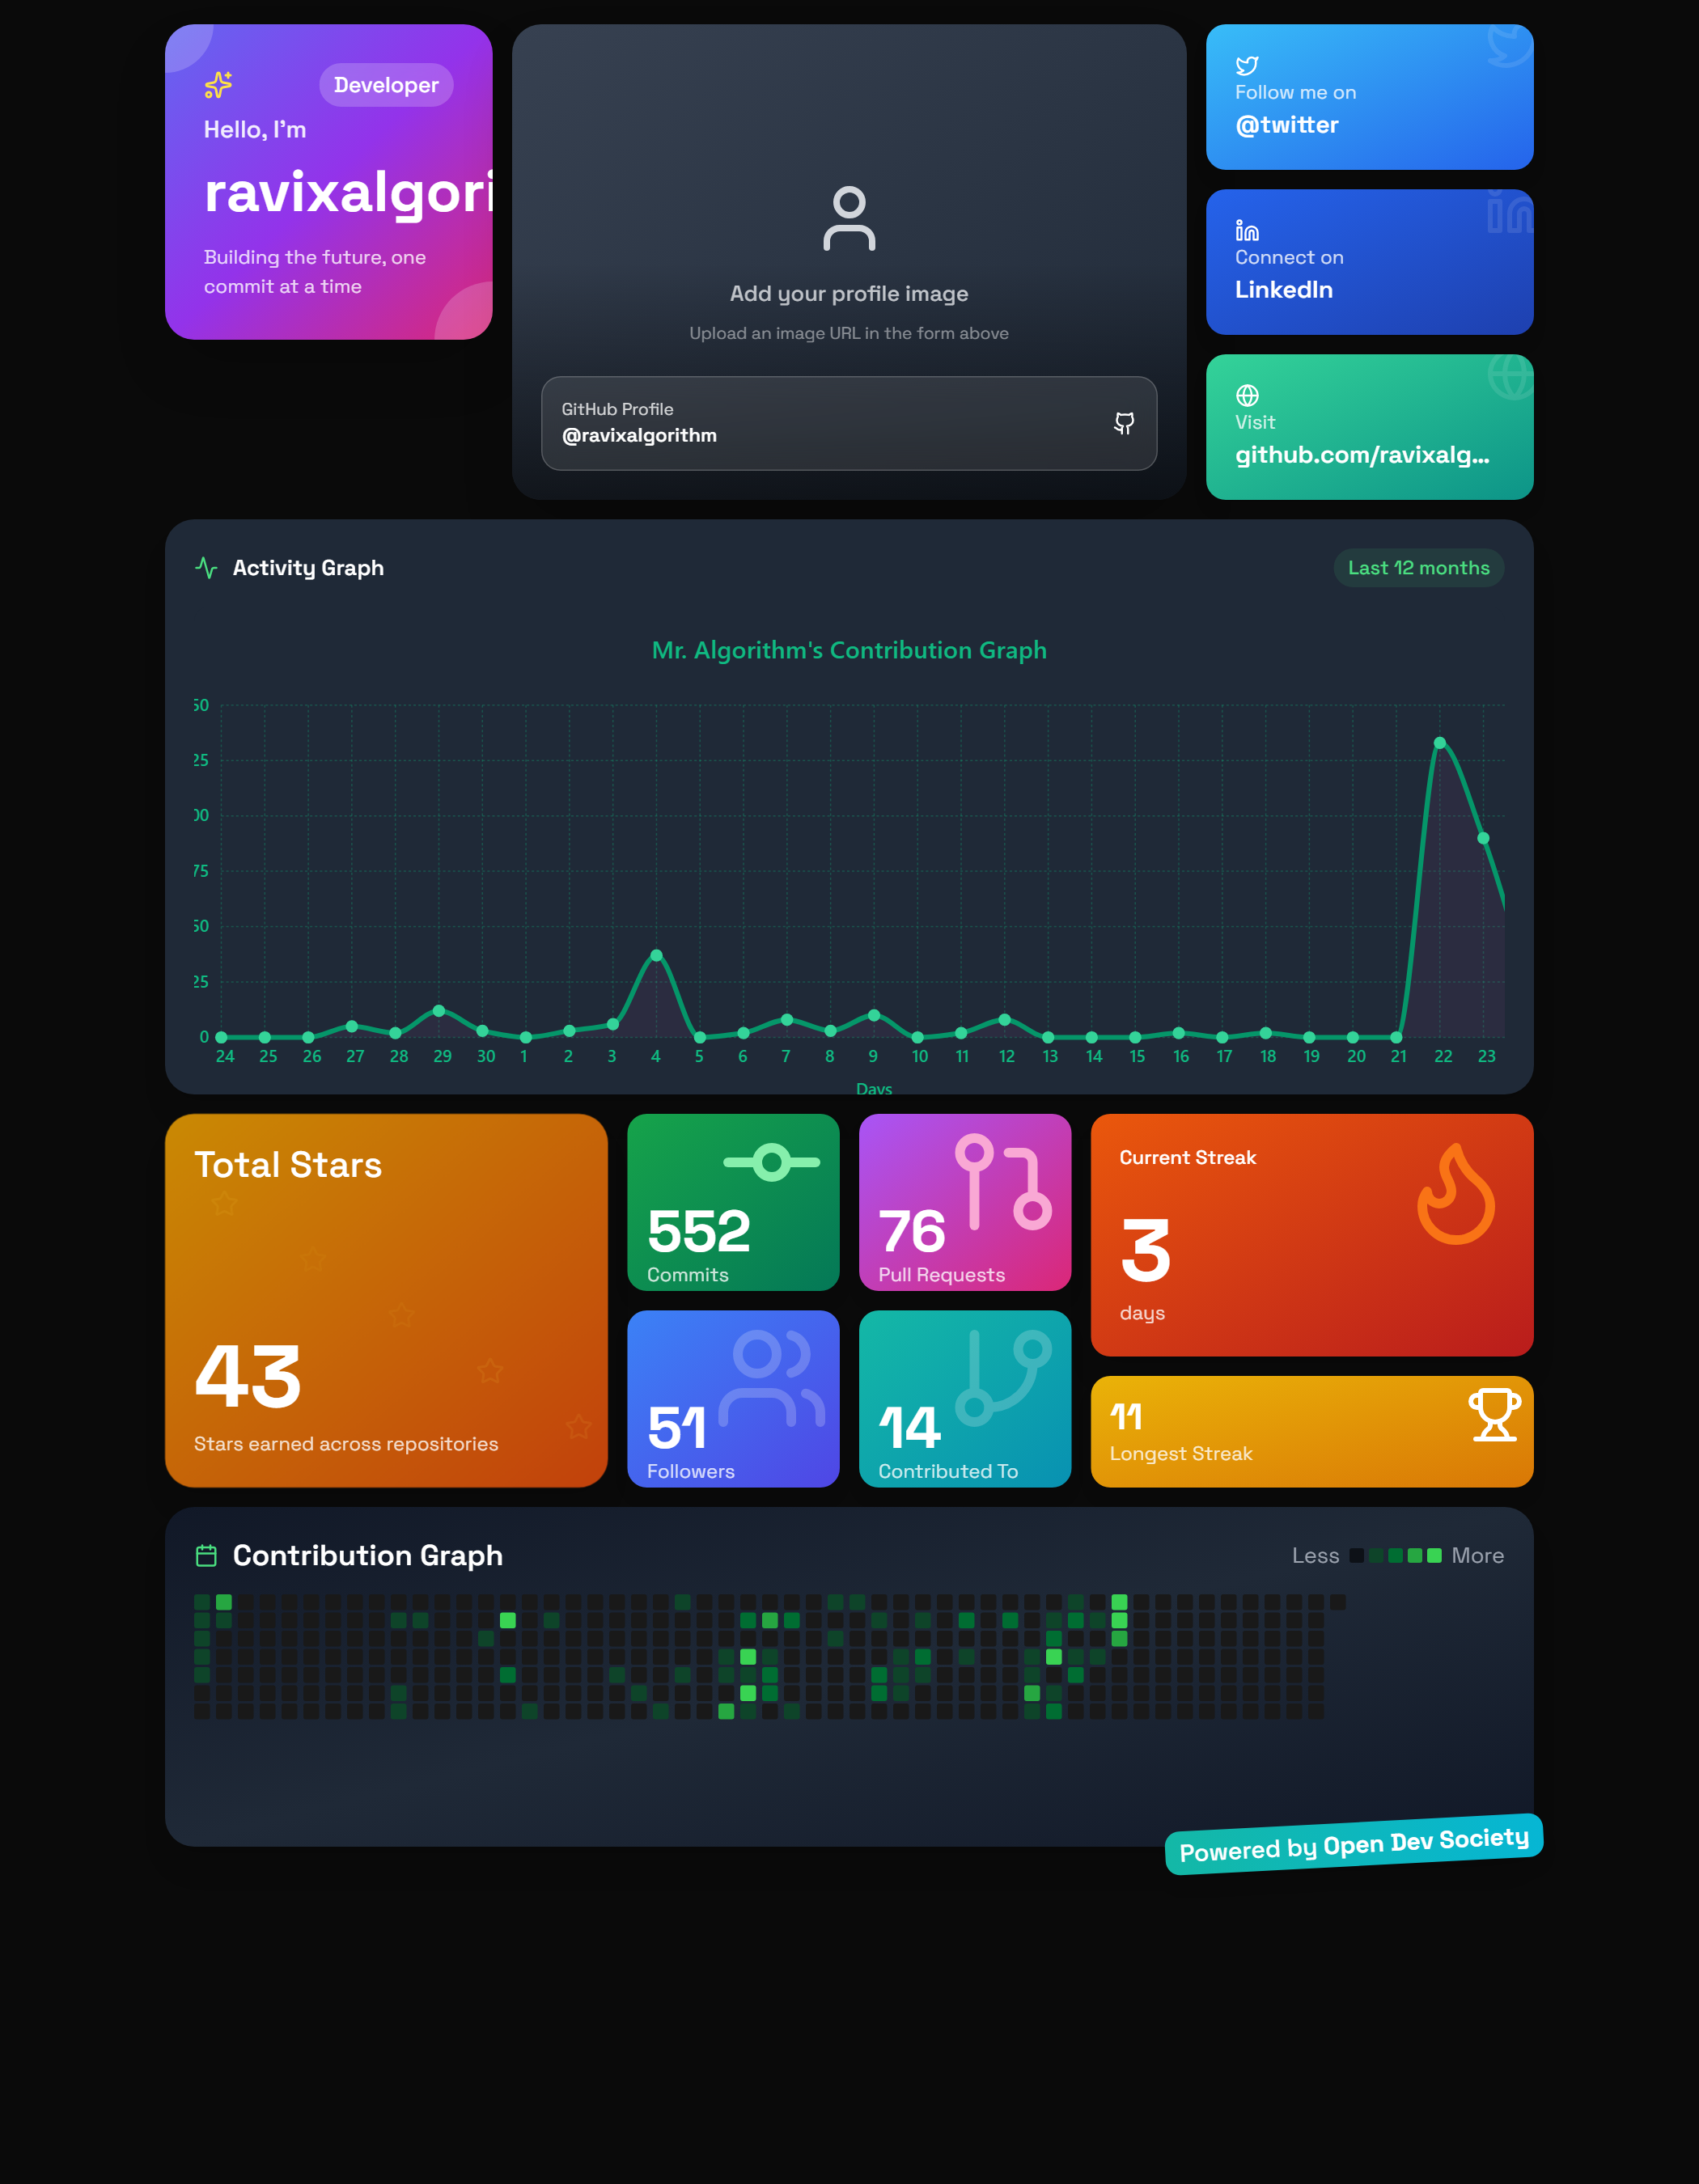 Developer
Hello, I'm
ravixalgori
Building the future, one
commit at a time
Add your profile image
Upload an image URL in the form above
GitHub Profile
@ravixalgorithm
Follow me on
@twitter
Connect on
LinkedIn
Visit
github.com/ravixalg...
Activity Graph
Last 12 months
Mr. Algorithm's Contribution Graph
50
25
00
75
50
25
0
24 25 26 27 28 29 30 1 2 3 4 5 6 7 8 9 10 11 12 13 14 15 16 17 18 19 20 21 22 23
Days
Total Stars
43
Stars earned across repositories
552
Commits
76
Pull Requests
51
Followers
14
Contributed To
Current Streak
3
days
11
Longest Streak
Contribution Graph
Less More
Powered by Open Dev Society